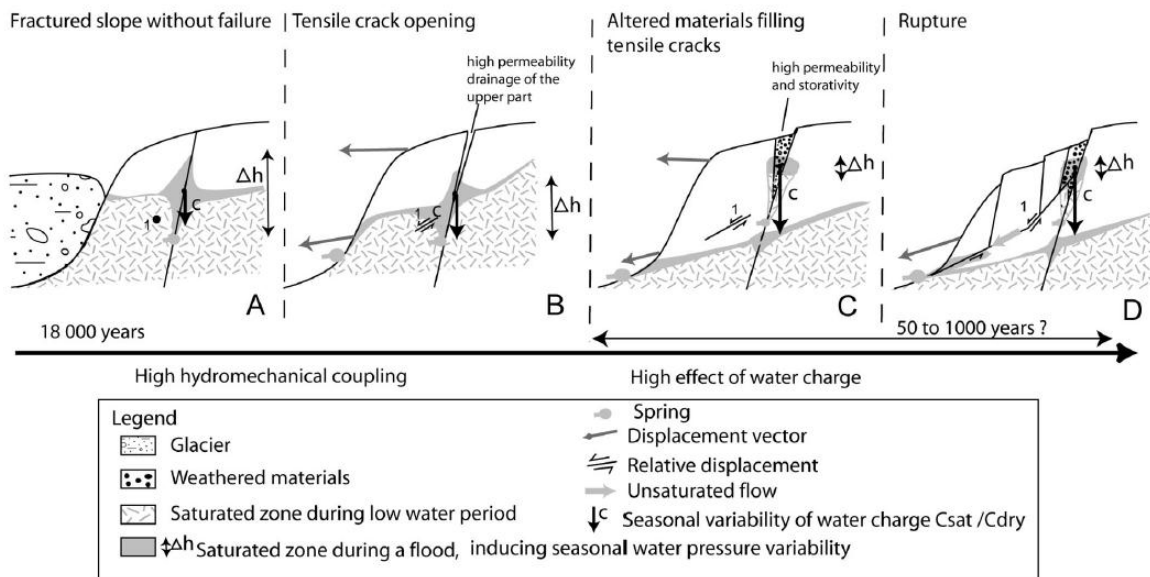 Fractured slope without failure
Tensile crack opening
Altered materials filling
tensile cracks
Rupture
high permeability
drainage of the
upper part
high permeability
and storativity
Δh
C
1
A
Δh
C
1
B
Δh
C
1
C
Δh
C
1
D
18 000 years
50 to 1000 years ?
High hydromechanical coupling
High effect of water charge
Legend
Glacier
Weathered materials
Saturated zone during low water period
Δh Saturated zone during a flood, inducing seasonal water pressure variability
Spring
Displacement vector
Relative displacement
Unsaturated flow
C Seasonal variability of water charge Csat /Cdry